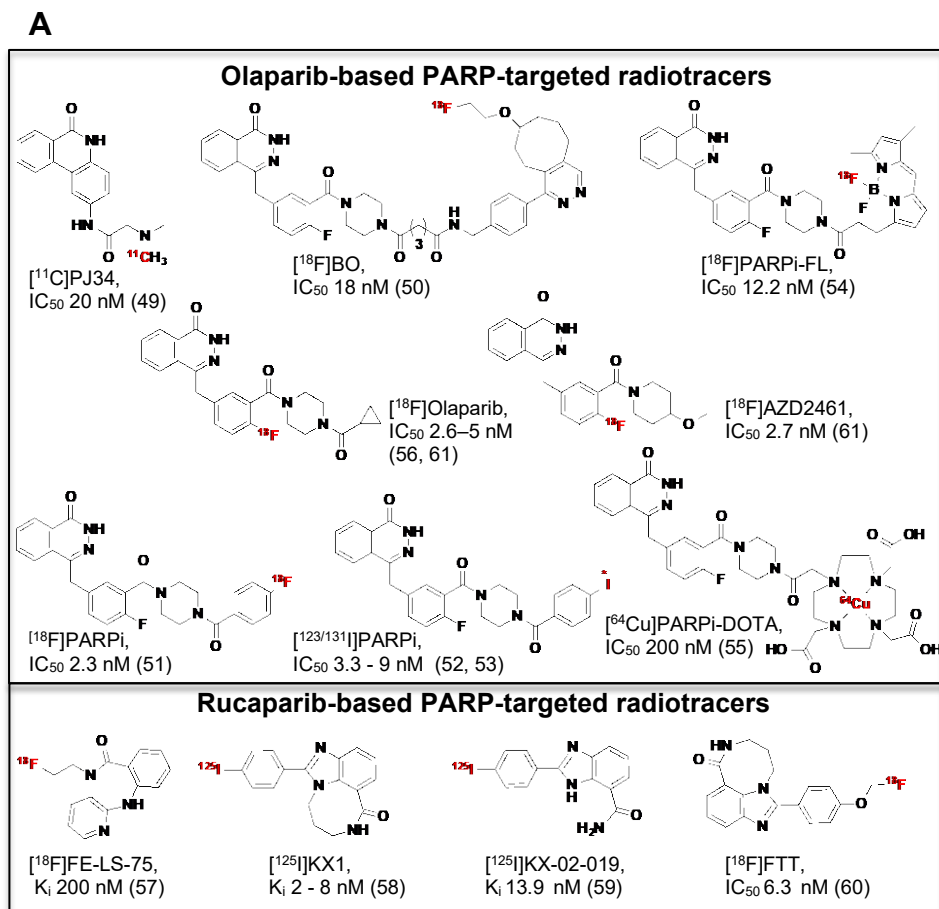 A
Olaparib-based PARP-targeted radiotracers
[¹¹C]PJ34,
IC₅₀ 20 nM (49)
[¹⁸F]BO,
IC₅₀ 18 nM (50)
[¹⁸F]PARPi-FL,
IC₅₀ 12.2 nM (54)
[¹⁸F]Olaparib,
IC₅₀ 2.6–5 nM
(56, 61)
[¹⁸F]AZD2461,
IC₅₀ 2.7 nM (61)
[¹⁸F]PARPi,
IC₅₀ 2.3 nM (51)
[¹²³/¹³¹I]PARPi,
IC₅₀ 3.3 - 9 nM (52, 53)
[⁶⁴Cu]PARPi-DOTA,
IC₅₀ 200 nM (55)
Rucaparib-based PARP-targeted radiotracers
[¹⁸F]FE-LS-75,
Kᵢ 200 nM (57)
[¹²⁵I]KX1,
Kᵢ 2 - 8 nM (58)
[¹²⁵I]KX-02-019,
Kᵢ 13.9 nM (59)
[¹⁸F]FTT,
IC₅₀ 6.3 nM (60)